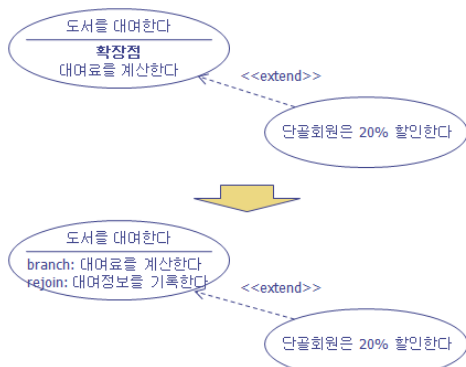 도서를 대여한다
확장점
대여료를 계산한다
<<extend>>
단골회원은 20% 할인한다
도서를 대여한다
branch: 대여료를 계산한다
rejoin: 대여정보를 기록한다
<<extend>>
단골회원은 20% 할인한다